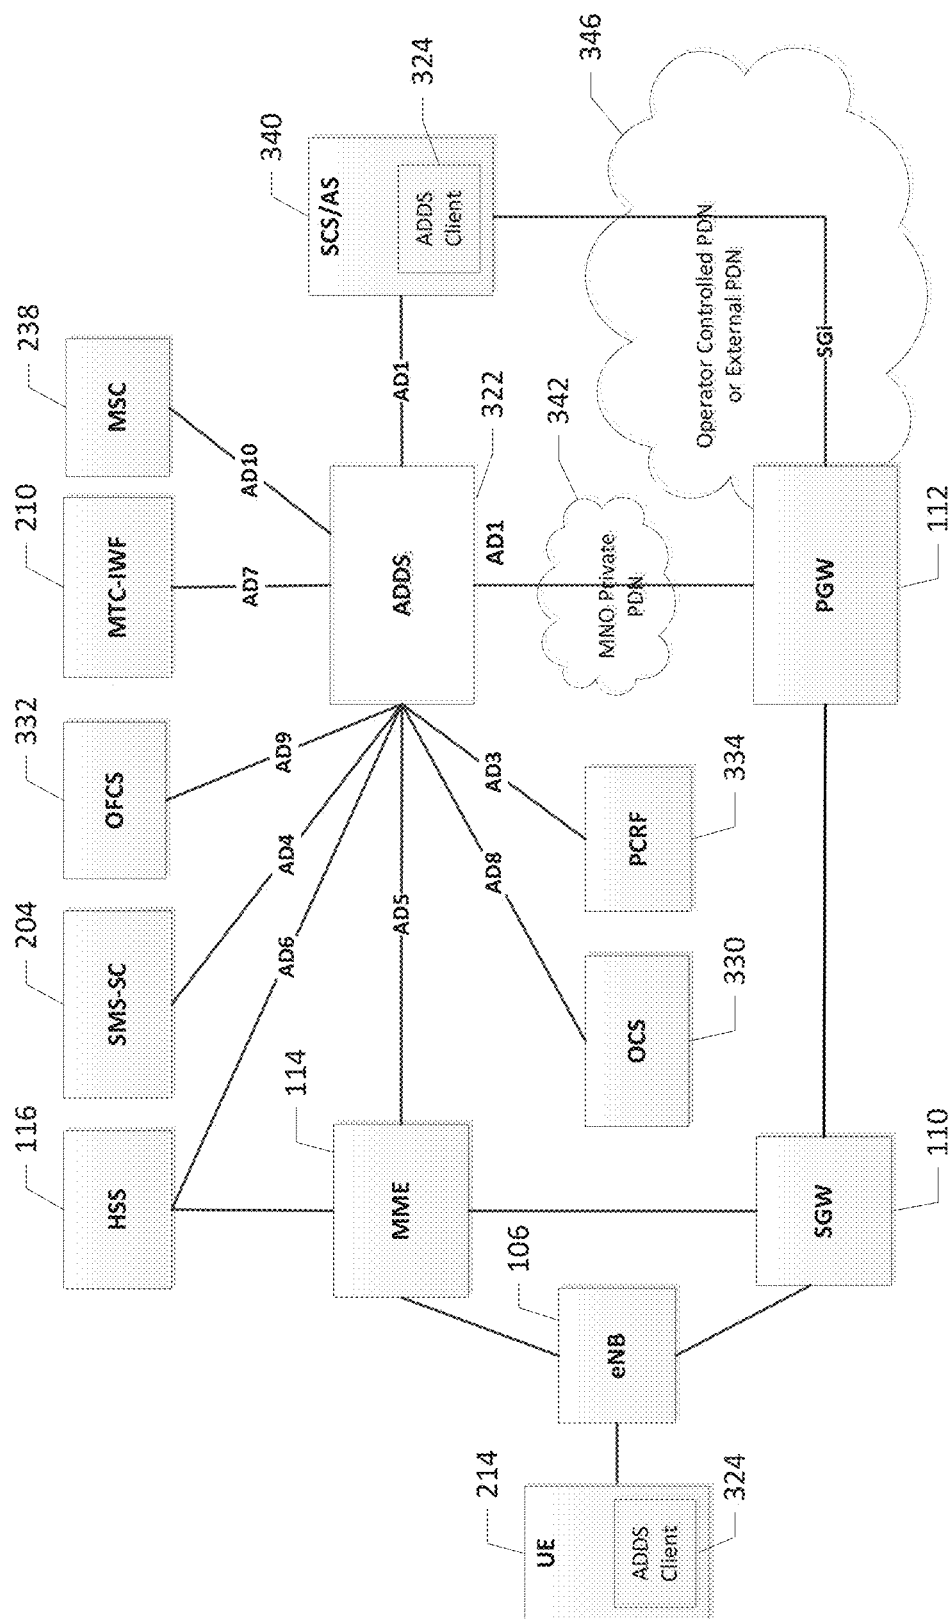 116
204
332
210
238
HSS
SMS-SC
OFCS
MTC-IWF
MSC
AD6
AD4
AD9
AD7
AD10
114
340
324
MME
AD5
ADDS
AD1
SCS/AS
ADDS
Client
322
AD8
AD3
AD1
342
346
214
106
UE
ADDS
Client
324
eNB
OCS
330
PCRF
334
MNO Private
PDN
Operator Controlled PDN
or External PDN
SGW
110
PGW
112
SGi